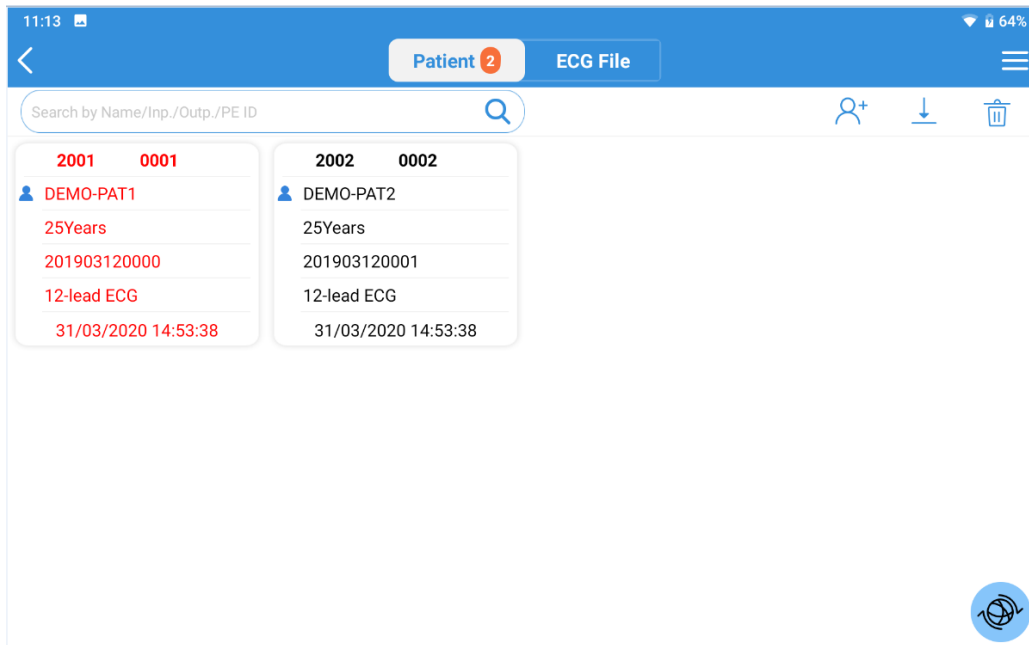 11:13 64%
Patient 2 ECG File
Search by Name/Inp./Outp./PE ID
2001 0001
DEMO-PAT1
25Years
201903120000
12-lead ECG
31/03/2020 14:53:38
2002 0002
DEMO-PAT2
25Years
201903120001
12-lead ECG
31/03/2020 14:53:38